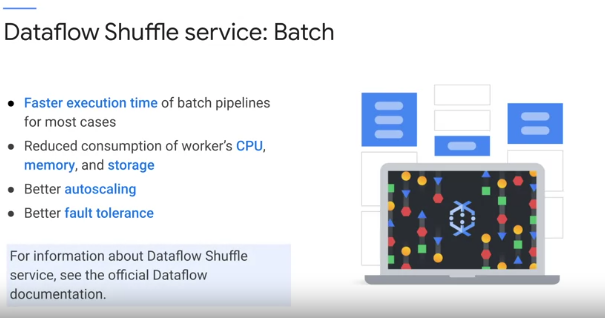 Dataflow Shuffle service: Batch
● Faster execution time of batch pipelines
for most cases
● Reduced consumption of worker's CPU,
memory, and storage
● Better autoscaling
● Better fault tolerance
For information about Dataflow Shuffle
service, see the official Dataflow
documentation.